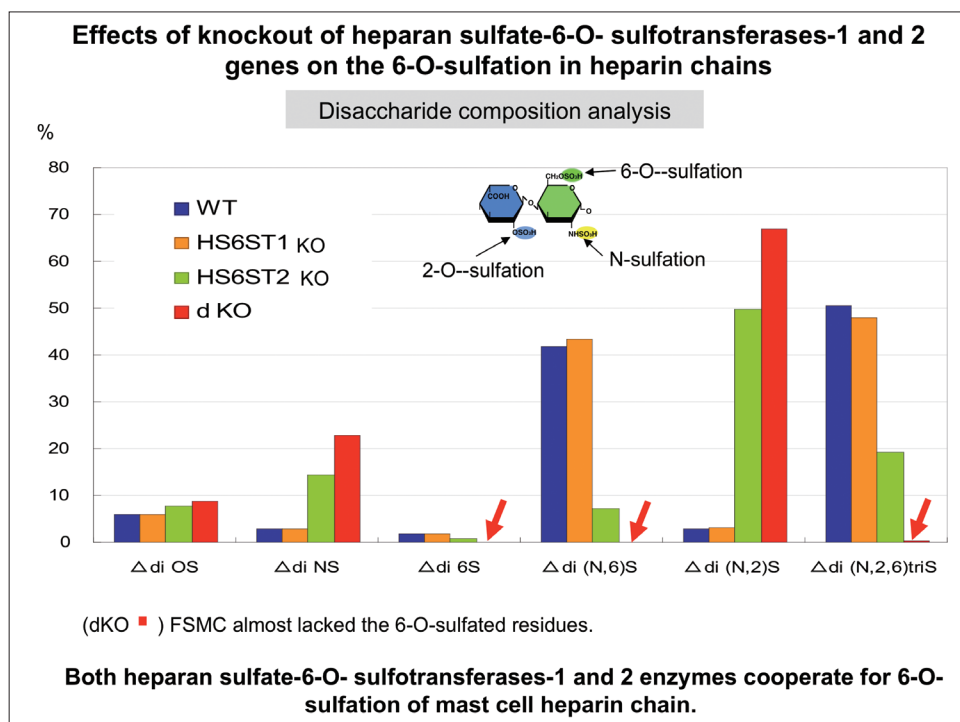 Effects of knockout of heparan sulfate-6-O- sulfotransferases-1 and 2
genes on the 6-O-sulfation in heparin chains
Disaccharide composition analysis
%
80
70
60
50
40
30
20
10
0
WT
HS6ST1 KO
HS6ST2 KO
d KO
CH₂OSO₃H
6-O--sulfation
COOH
O
O
O
O
OSO₃H
NHSO₃H
2-O--sulfation
N-sulfation
△di OS
△di NS
△di 6S
△di (N,6)S
△di (N,2)S
△di (N,2,6)triS
(dKO ) FSMC almost lacked the 6-O-sulfated residues.
Both heparan sulfate-6-O- sulfotransferases-1 and 2 enzymes cooperate for 6-O-
sulfation of mast cell heparin chain.